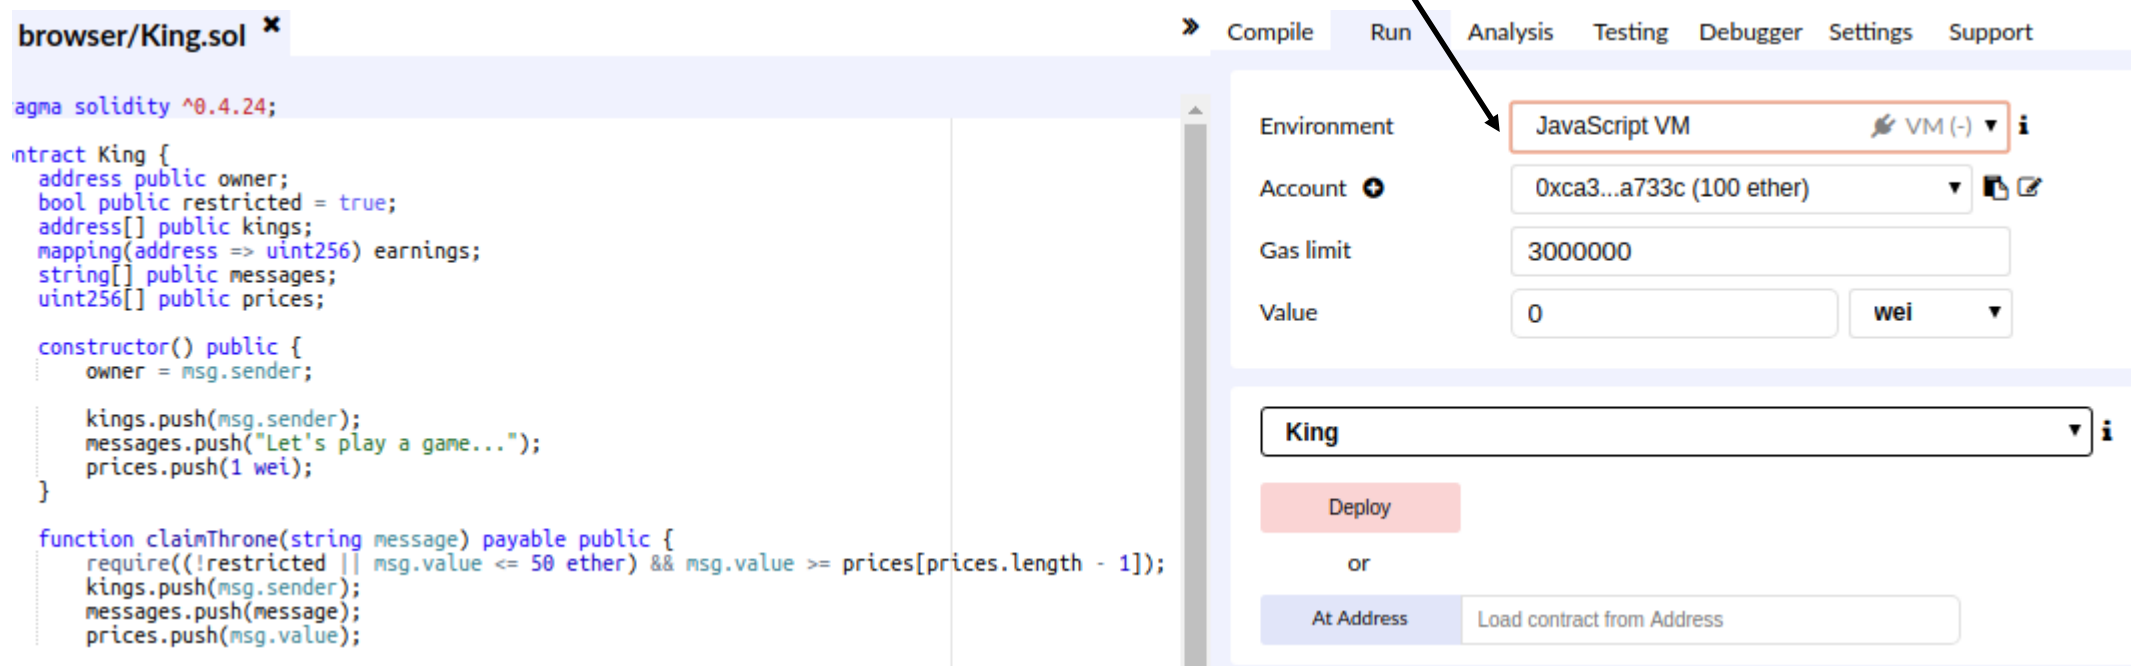 browser/King.sol ✖
agma solidity ^0.4.24;
ntract King {
address public owner;
bool public restricted = true;
address[] public kings;
mapping(address => uint256) earnings;
string[] public messages;
uint256[] public prices;
constructor() public {
owner = msg.sender;
kings.push(msg.sender);
messages.push("Let's play a game...");
prices.push(1 wei);
}
function claimThrone(string message) payable public {
require((!restricted || msg.value <= 50 ether) && msg.value >= prices[prices.length - 1]);
kings.push(msg.sender);
messages.push(message);
prices.push(msg.value);
» Compile Run Analysis Testing Debugger Settings Support
Environment JavaScript VM VM (-)
Account 0xca3...a733c (100 ether)
Gas limit 3000000
Value 0 wei
King
Deploy
or
At Address Load contract from Address